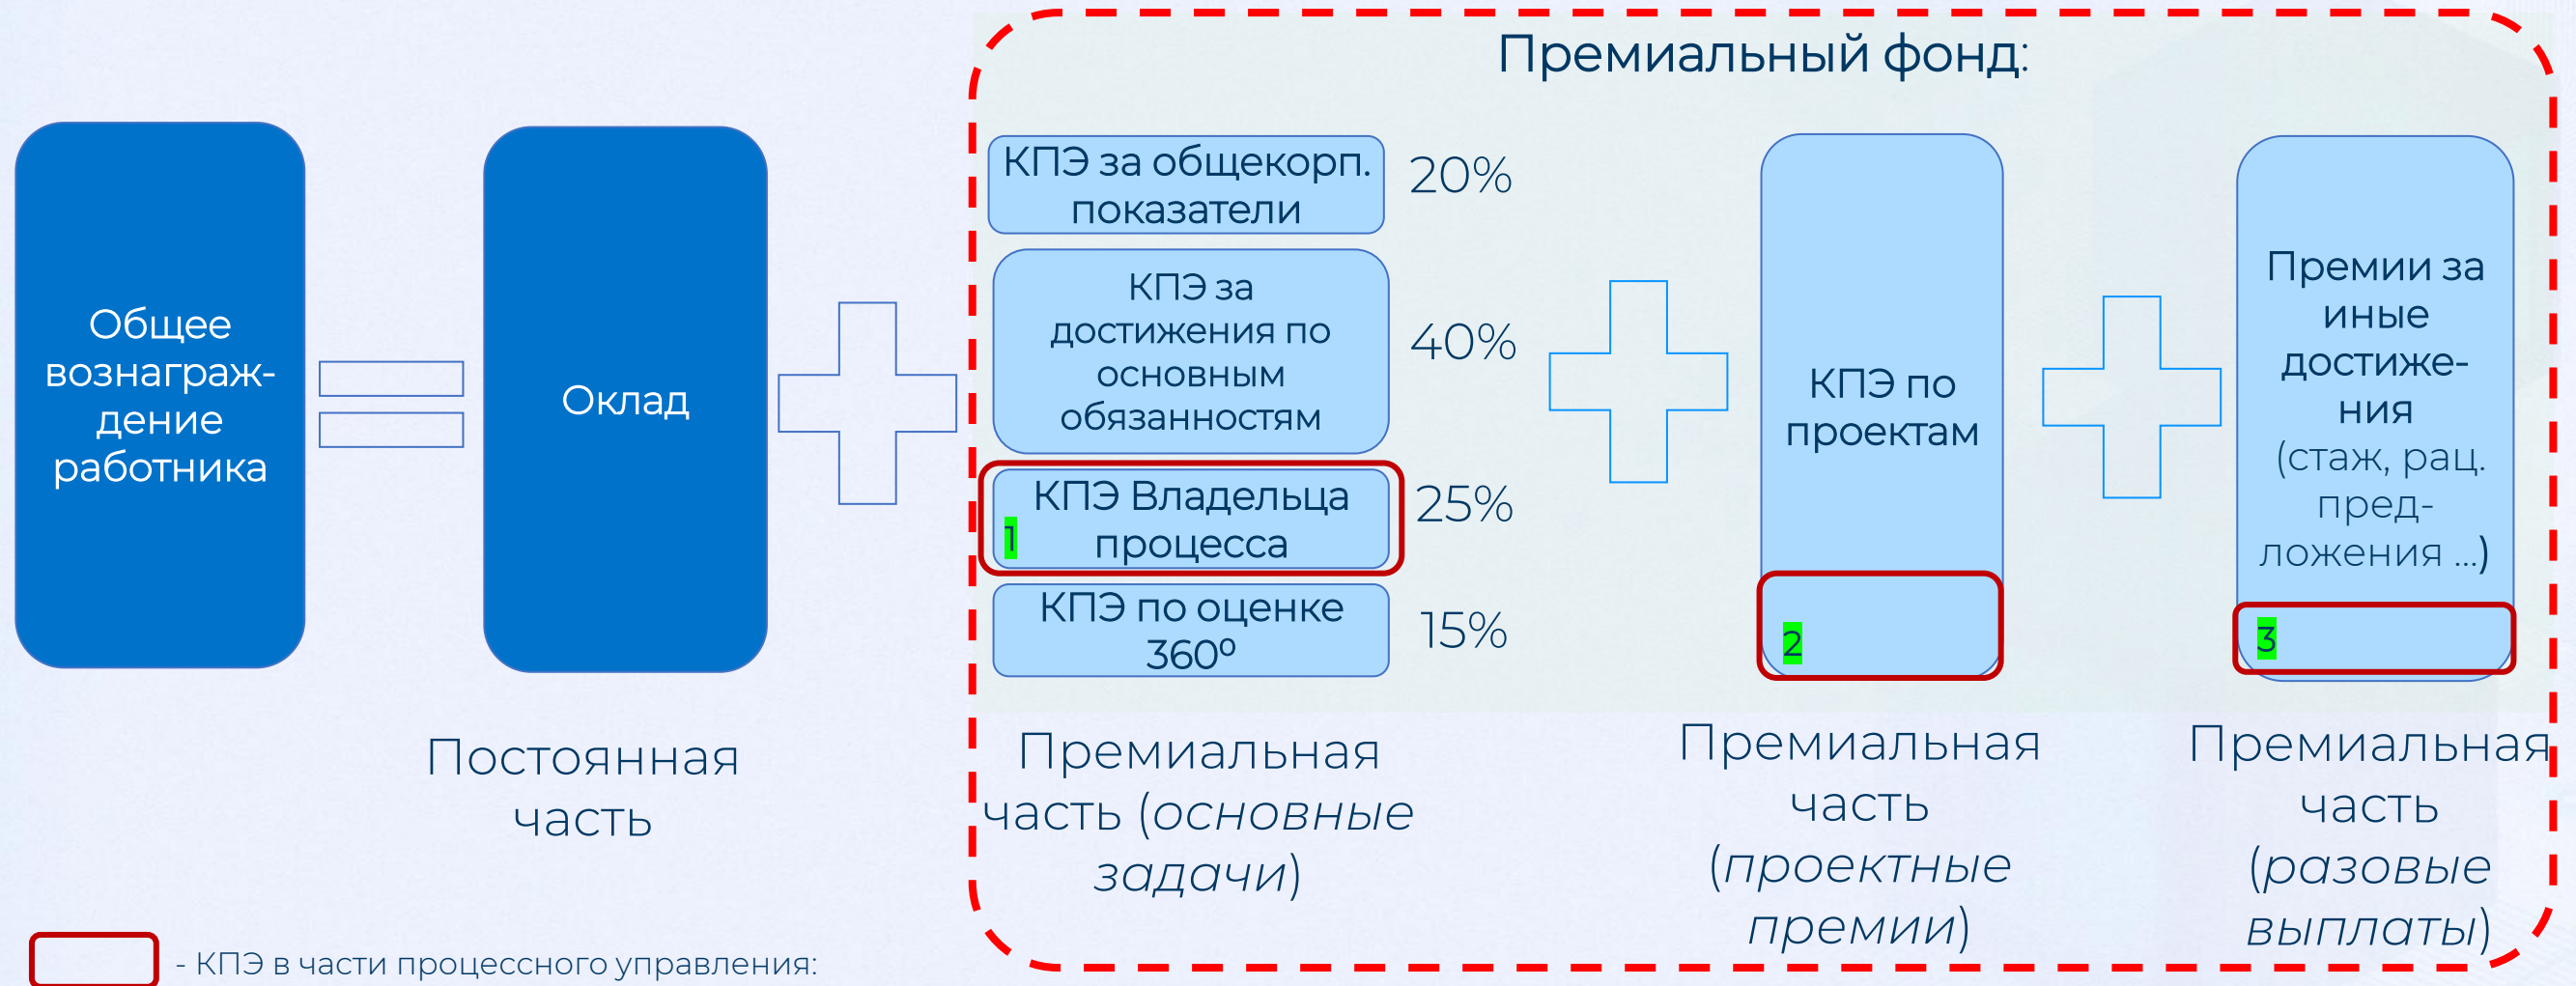 Премиальный фонд:
Общее
вознаграж-
дение
работника
Оклад
КПЭ за общекорп.
показатели
20%
КПЭ за
достижения по
основным
обязанностям
40%
КПЭ Владельца
процесса
1
25%
КПЭ по оценке
360⁰
15%
КПЭ по
проектам
2
Премии за
иные
достиже-
ния
(стаж, рац.
пред-
ложения ...)
3
Постоянная
часть
Премиальная
часть (основные
задачи)
Премиальная
часть
(проектные
премии)
Премиальная
часть
(разовые
выплаты)
- КПЭ в части процессного управления: